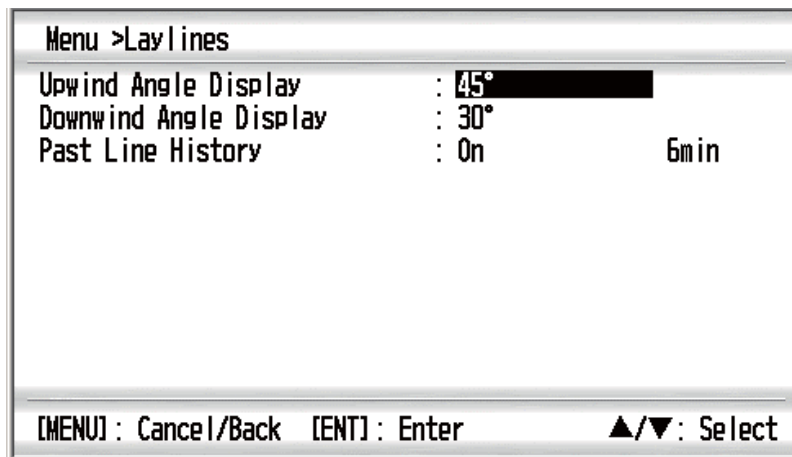 Menu >Laylines
Upwind Angle Display : 45°
Downwind Angle Display : 30°
Past Line History : On 6min
[MENU] : Cancel/Back [ENT] : Enter ▲/▼: Select